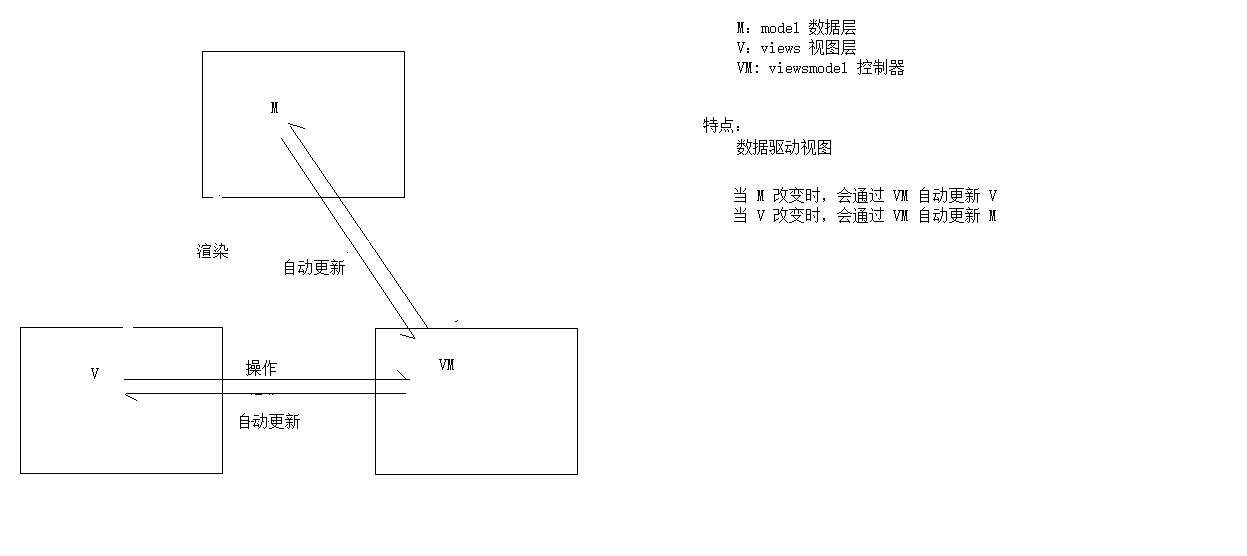 M: model 数据层
V: views 视图层
VM: viewsmodel 控制器
特点:
数据驱动视图
当 M 改变时，会通过 VM 自动更新 V
当 V 改变时，会通过 VM 自动更新 M
M
渲染
自动更新
V
操作
VM
自动更新